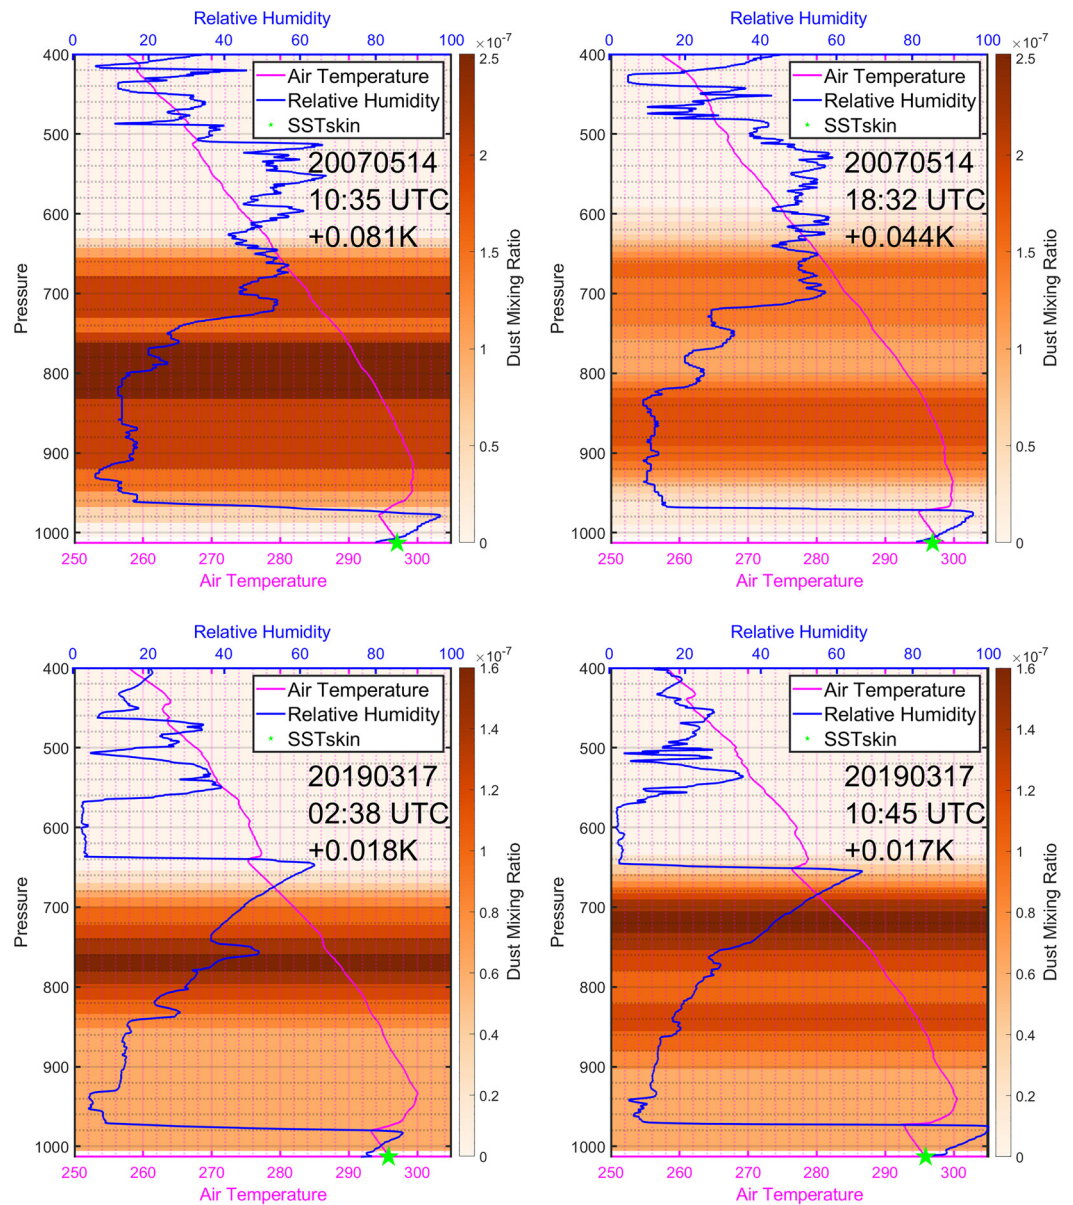 Relative Humidity
0 20 40 60 80 100
×10⁻⁷
400
500
600
700
800
900
1000
Pressure
Air Temperature
Relative Humidity
SSTskin
20070514
10:35 UTC
+0.081K
2.5
2
1.5
1
0.5
0
Dust Mixing Ratio
250 260 270 280 290 300
Air Temperature
Relative Humidity
0 20 40 60 80 100
×10⁻⁷
400
500
600
700
800
900
1000
Pressure
Air Temperature
Relative Humidity
SSTskin
20070514
18:32 UTC
+0.044K
2.5
2
1.5
1
0.5
0
Dust Mixing Ratio
250 260 270 280 290 300
Air Temperature
Relative Humidity
0 20 40 60 80 100
×10⁻⁷
400
500
600
700
800
900
1000
Pressure
Air Temperature
Relative Humidity
SSTskin
20190317
02:38 UTC
+0.018K
1.6
1.4
1.2
1
0.8
0.6
0.4
0.2
0
Dust Mixing Ratio
250 260 270 280 290 300
Air Temperature
Relative Humidity
0 20 40 60 80 100
×10⁻⁷
400
500
600
700
800
900
1000
Pressure
Air Temperature
Relative Humidity
SSTskin
20190317
10:45 UTC
+0.017K
1.6
1.4
1.2
1
0.8
0.6
0.4
0.2
0
Dust Mixing Ratio
250 260 270 280 290 300
Air Temperature